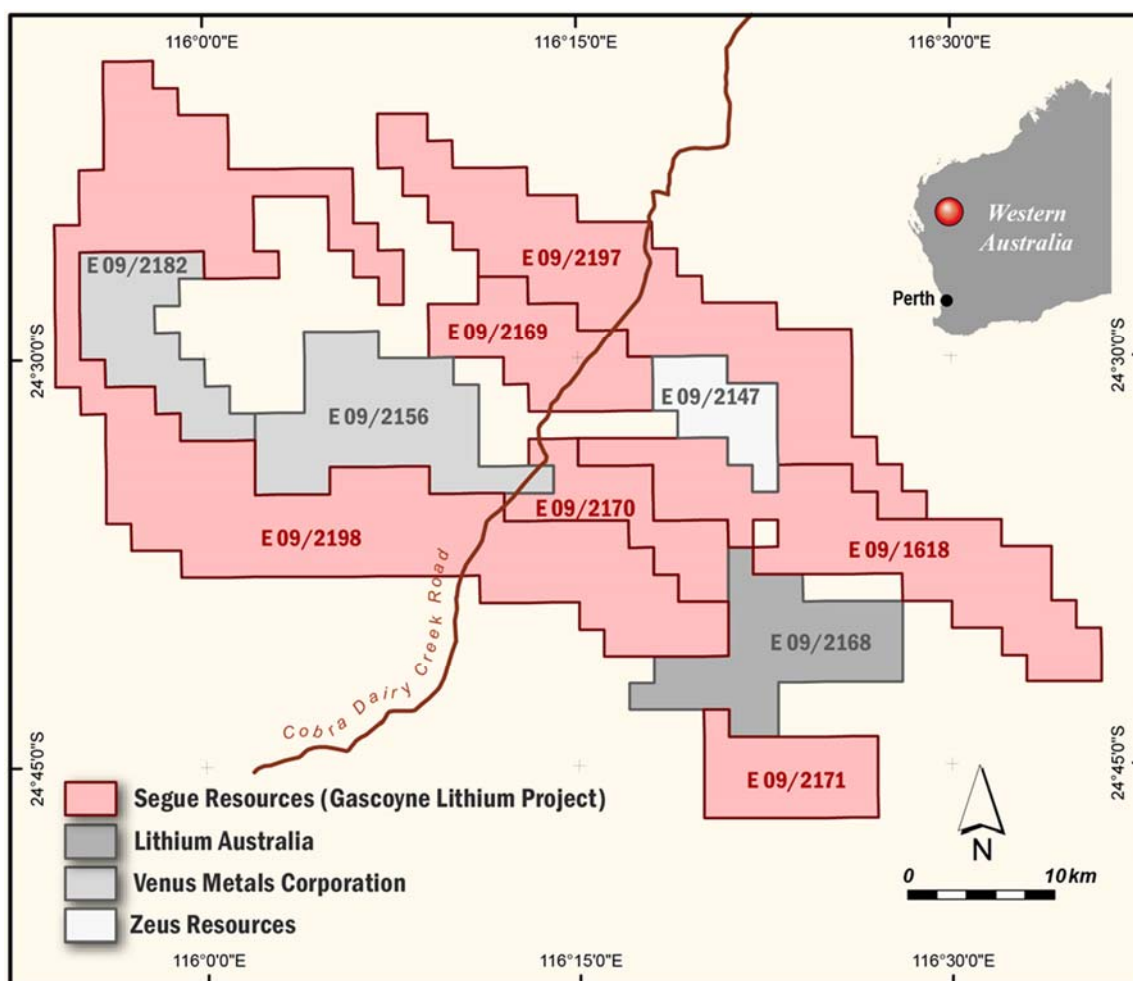 116°0'0"E
116°15'0"E
116°30'0"E
Western
Australia
Perth
E 09/2182
E 09/2197
E 09/2169
24°30'0"S
24°30'0"S
E 09/2147
E 09/2156
E 09/2170
E 09/2198
E 09/1618
E 09/2168
Cobra Dairy Creek Road
24°45'0"S
24°45'0"S
E 09/2171
Segue Resources (Gascoyne Lithium Project)
Lithium Australia
Venus Metals Corporation
Zeus Resources
N
0 10 km
116°0'0"E
116°15'0"E
116°30'0"E